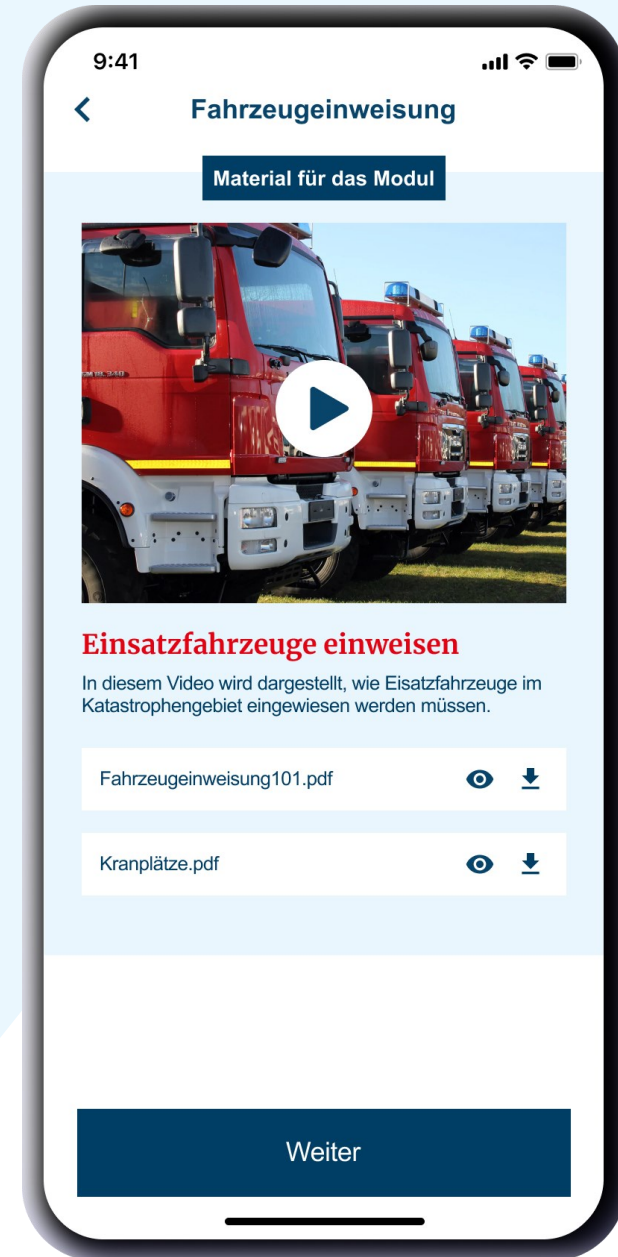 9:41
Fahrzeugeinweisung
Material für das Modul
Einsatzfahrzeuge einweisen
In diesem Video wird dargestellt, wie Eisatzfahrzeuge im
Katastrophengebiet eingewiesen werden müssen.
Fahrzeugeinweisung101.pdf
Kranplätze.pdf
Weiter